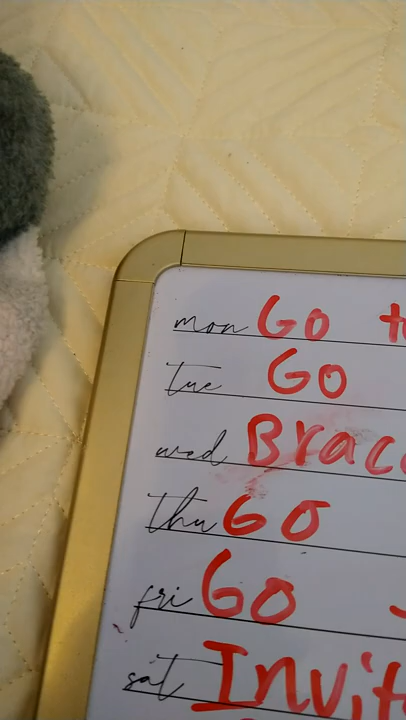 mon Go t
tue Go
wed Brac
thu Go
fri Go
sat Invit